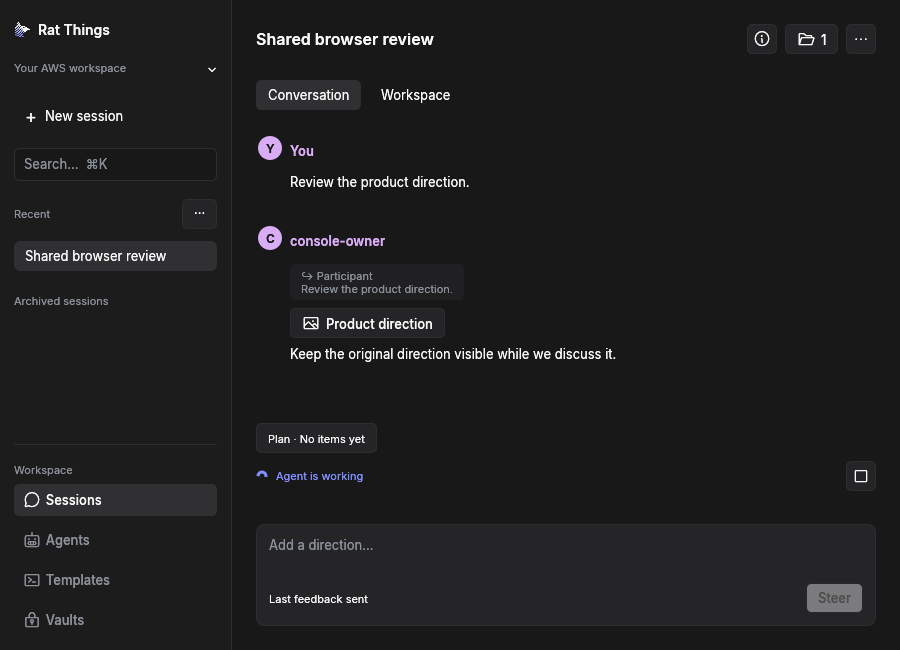 Rat Things
Your AWS workspace
+ New session
Search... ⌘K
Recent
...
Shared browser review
Archived sessions
Workspace
Sessions
Agents
Templates
Vaults
Shared browser review
1
...
Conversation
Workspace
Y
You
Review the product direction.
C
console-owner
↪ Participant
Review the product direction.
Product direction
Keep the original direction visible while we discuss it.
Plan · No items yet
Agent is working
Add a direction...
Last feedback sent
Steer